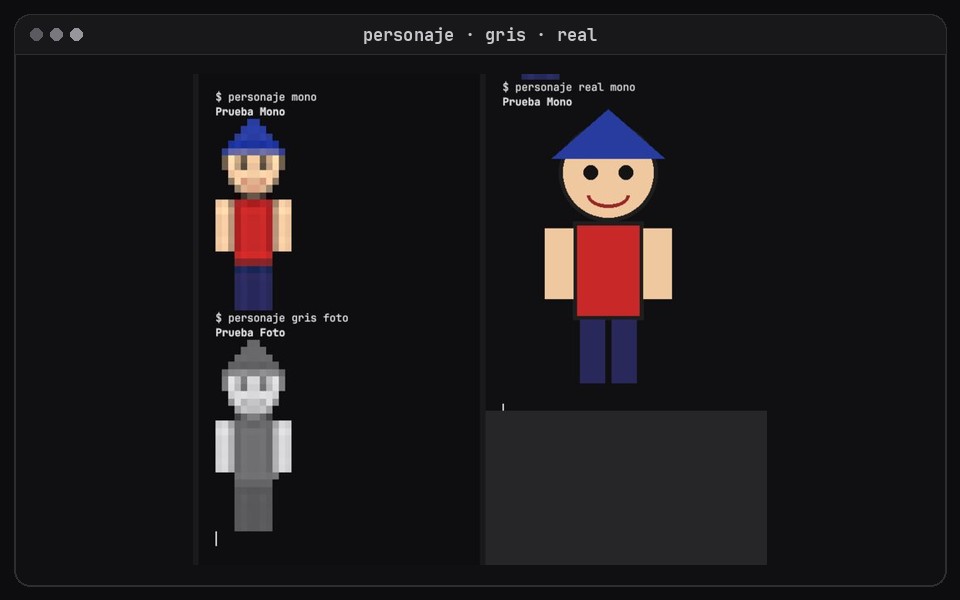 personaje · gris · real
$ personaje mono
Prueba Mono
$ personaje gris foto
Prueba Foto
$ personaje real mono
Prueba Mono